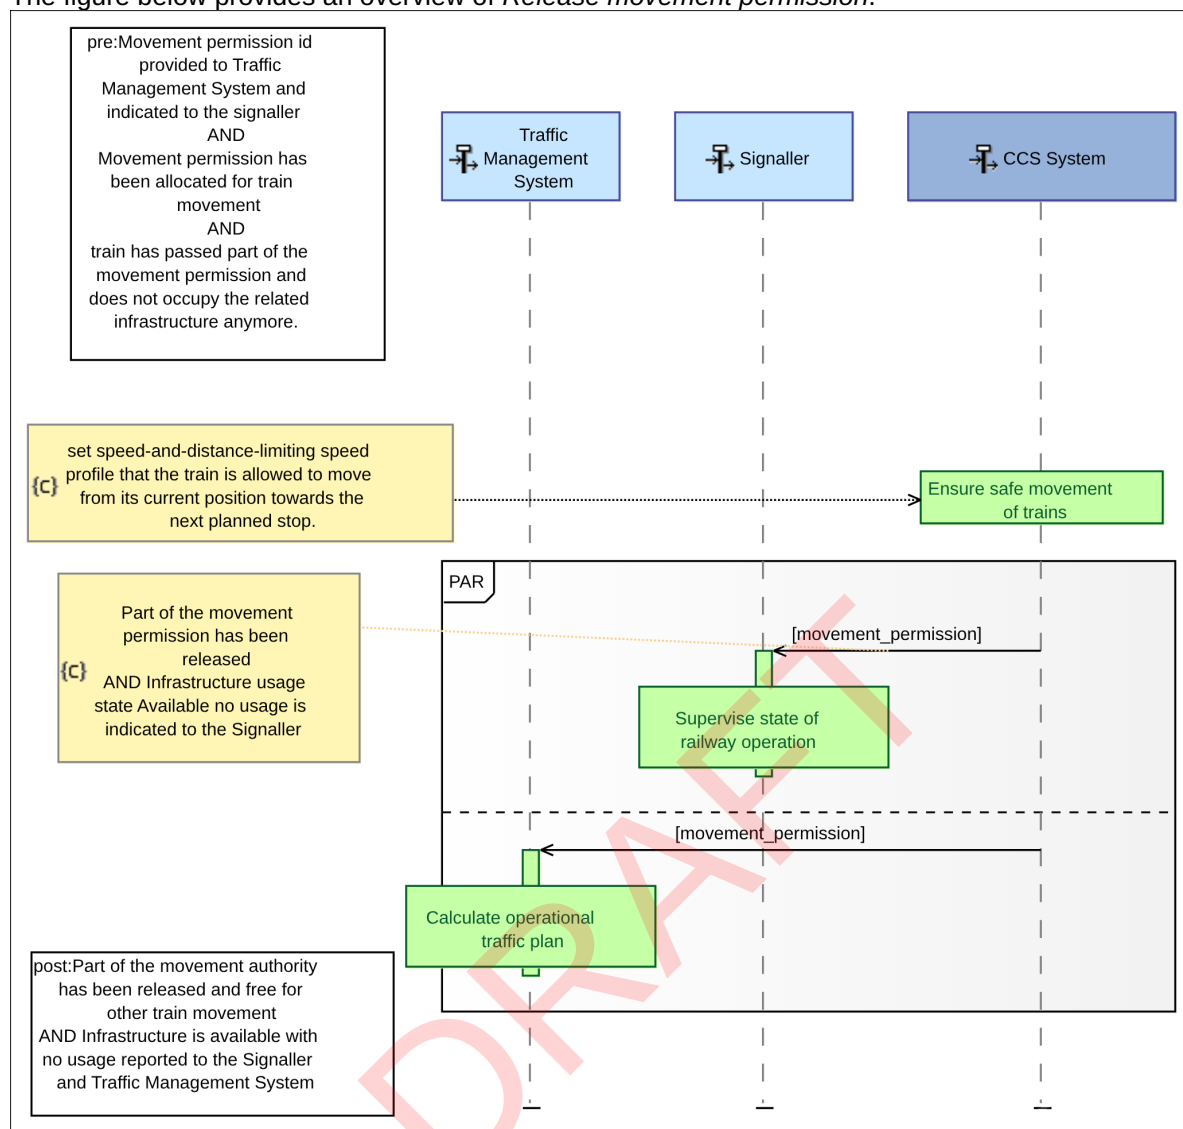 The figure below provides an overview of Release movement permission.
pre:Movement permission id
provided to Traffic
Management System and
indicated to the signaller
AND
Movement permission has
been allocated for train
movement
AND
train has passed part of the
movement permission and
does not occupy the related
infrastructure anymore.
Traffic
Management
System
Signaller
CCS System
set speed-and-distance-limiting speed
profile that the train is allowed to move
from its current position towards the
next planned stop.
{c}
Ensure safe movement
of trains
PAR
Part of the movement
permission has been
released
AND Infrastructure usage
state Available no usage is
indicated to the Signaller
{c}
[movement_permission]
Supervise state of
railway operation
[movement_permission]
Calculate operational
traffic plan
post:Part of the movement authority
has been released and free for
other train movement
AND Infrastructure is available with
no usage reported to the Signaller
and Traffic Management System
DRAFT